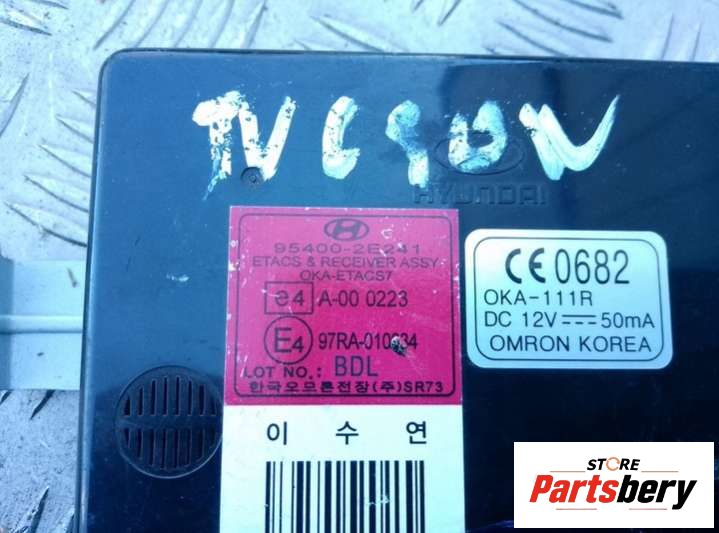 TUCSON
HYUNDAI
95400-2E241
ETACS & RECEIVER ASSY
OKA-ETACS7
e4 A-00 0223
E4 97RA-010
LOT NO.: BDL
한국오므론전장(주)SR73
이 수 연
CE 0682
OKA-111R
DC 12V 50mA
OMRON KOREA
STORE
Partsbery